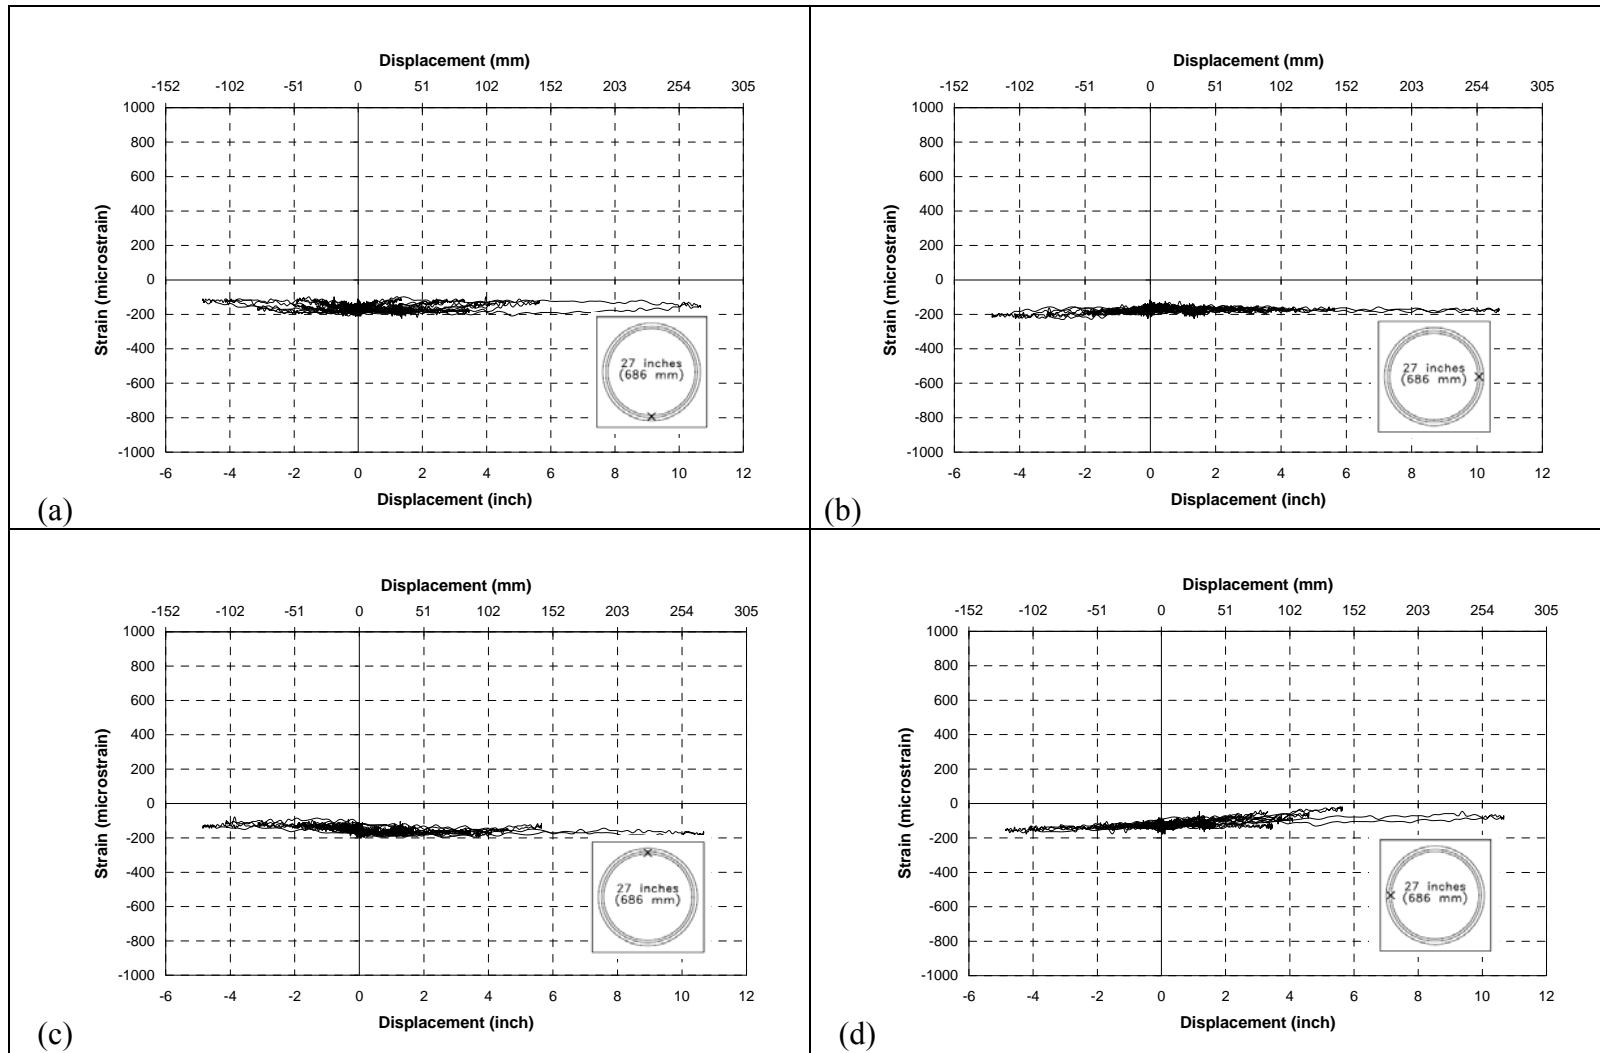 Displacement (mm)
-152 -102 -51 0 51 102 152 203 254 305
1000
800
600
400
200
0
-200
-400
-600
-800
-1000
Strain (microstrain)
27 inches
(686 mm)
-6 -4 -2 0 2 4 6 8 10 12
Displacement (inch)
(a)
Displacement (mm)
-152 -102 -51 0 51 102 152 203 254 305
1000
800
600
400
200
0
-200
-400
-600
-800
-1000
Strain (microstrain)
27 inches
(686 mm)
-6 -4 -2 0 2 4 6 8 10 12
Displacement (inch)
(b)
Displacement (mm)
-152 -102 -51 0 51 102 152 203 254 305
1000
800
600
400
200
0
-200
-400
-600
-800
-1000
Strain (microstrain)
27 inches
(686 mm)
-6 -4 -2 0 2 4 6 8 10 12
Displacement (inch)
(c)
Displacement (mm)
-152 -102 -51 0 51 102 152 203 254 305
1000
800
600
400
200
0
-200
-400
-600
-800
-1000
Strain (microstrain)
27 inches
(686 mm)
-6 -4 -2 0 2 4 6 8 10 12
Displacement (inch)
(d)